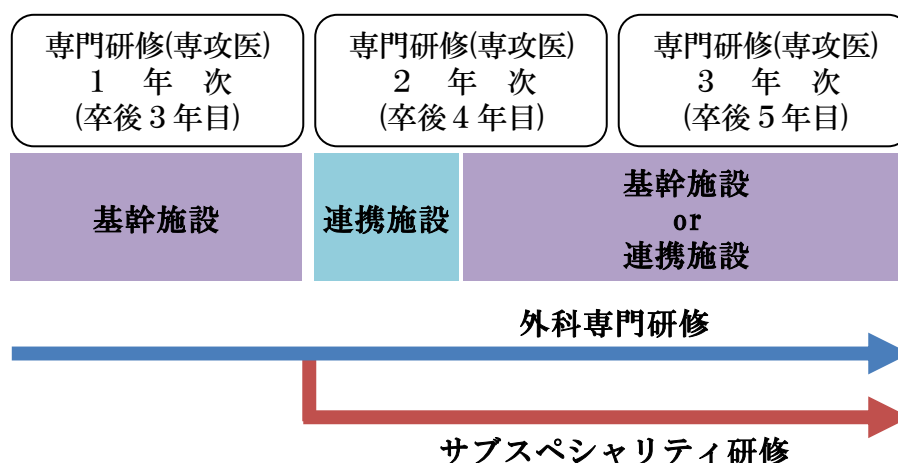 専門研修(専攻医)
1 年 次
(卒後3年目)
専門研修(専攻医)
2 年 次
(卒後4年目)
専門研修(専攻医)
3 年 次
(卒後5年目)
基幹施設
連携施設
基幹施設
or
連携施設
外科専門研修
サブスペシャリティ研修